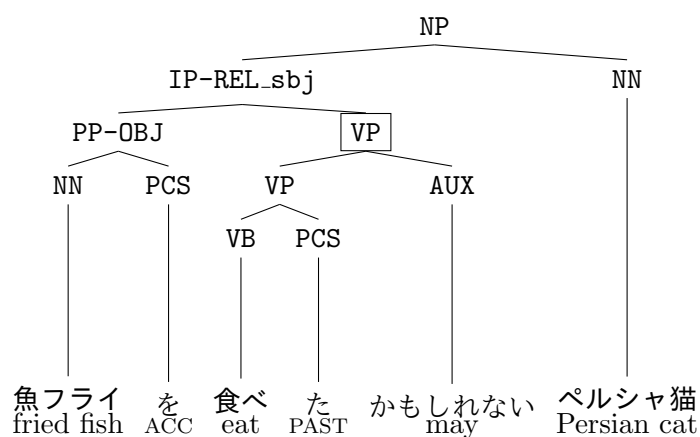 NP
IP-REL_sbj NN
PP-OBJ VP
NN PCS VP AUX
VB PCS
魚フライ を 食べ た かもしれない ペルシャ猫
fried fish ACC eat PAST may Persian cat